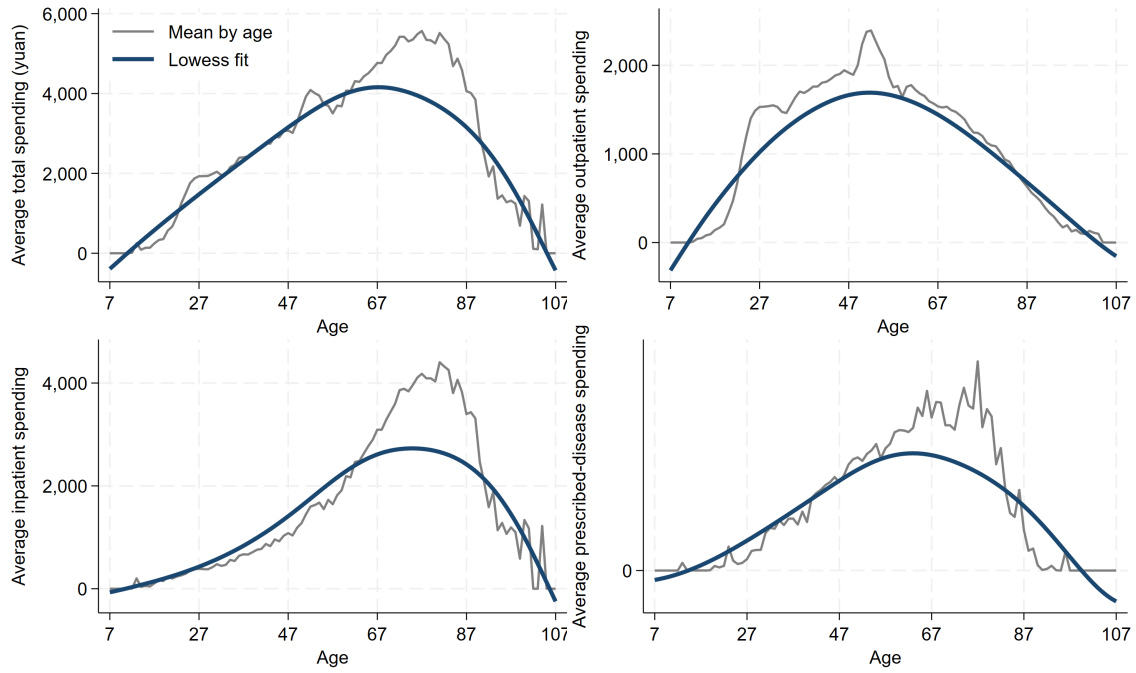 Average total spending (yuan)
6,000
4,000
2,000
0
Mean by age
Lowess fit
7 27 47 67 87 107
Age
Average outpatient spending
2,000
1,000
0
7 27 47 67 87 107
Age
Average inpatient spending
4,000
2,000
0
7 27 47 67 87 107
Age
Average prescribed-disease spending
0
7 27 47 67 87 107
Age